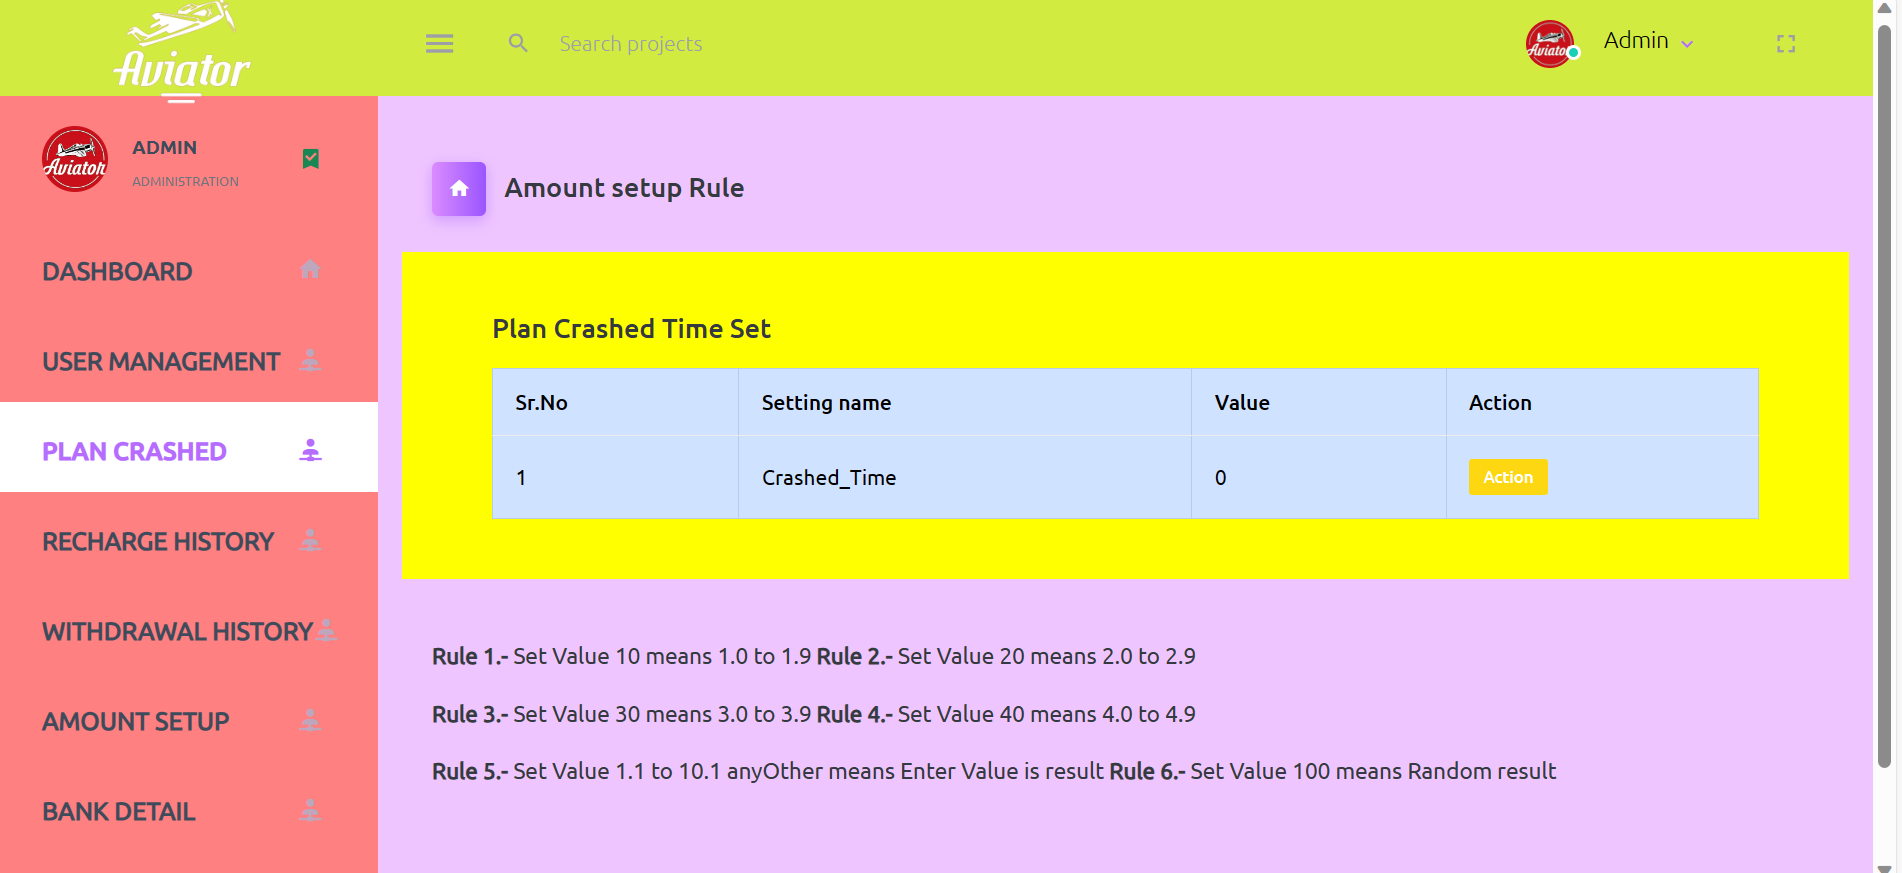 Aviator
Search projects
Aviator
Admin
Aviator
ADMIN
ADMINISTRATION
DASHBOARD
USER MANAGEMENT
PLAN CRASHED
RECHARGE HISTORY
WITHDRAWAL HISTORY
AMOUNT SETUP
BANK DETAIL
Amount setup Rule
Plan Crashed Time Set
Sr.No Setting name Value Action
1 Crashed_Time 0 Action
Rule 1.- Set Value 10 means 1.0 to 1.9 Rule 2.- Set Value 20 means 2.0 to 2.9
Rule 3.- Set Value 30 means 3.0 to 3.9 Rule 4.- Set Value 40 means 4.0 to 4.9
Rule 5.- Set Value 1.1 to 10.1 anyOther means Enter Value is result Rule 6.- Set Value 100 means Random result